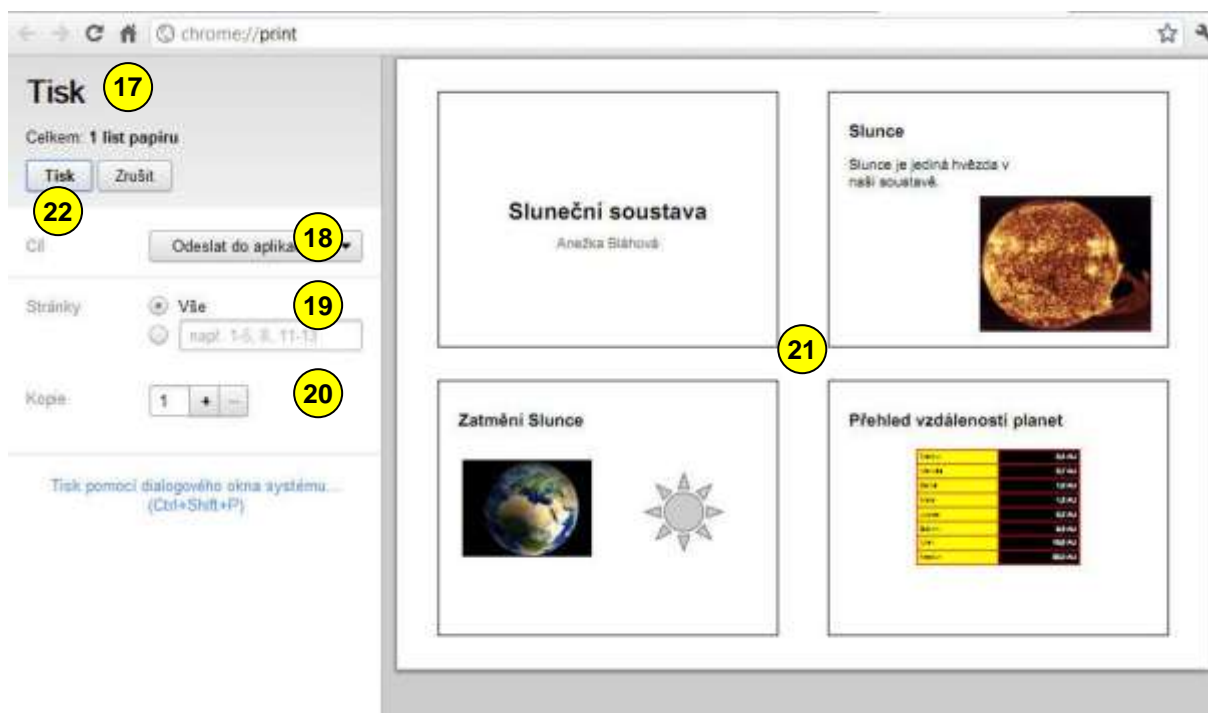 chrome://print
Tisk
17
Celkem: 1 list papíru
Tisk
Zrušit
22
Cíl
Odeslat do aplika
18
Stránky
Vše
19
např. 1-5, 8, 11-13
Kopie
1
+
−
20
Tisk pomocí dialogového okna systému...
(Ctrl+Shift+P)
Sluneční soustava
Anežka Bláhová
Slunce
Slunce je jediná hvězda v
naší soustavě.
21
Zatmění Slunce
Přehled vzdáleností planet